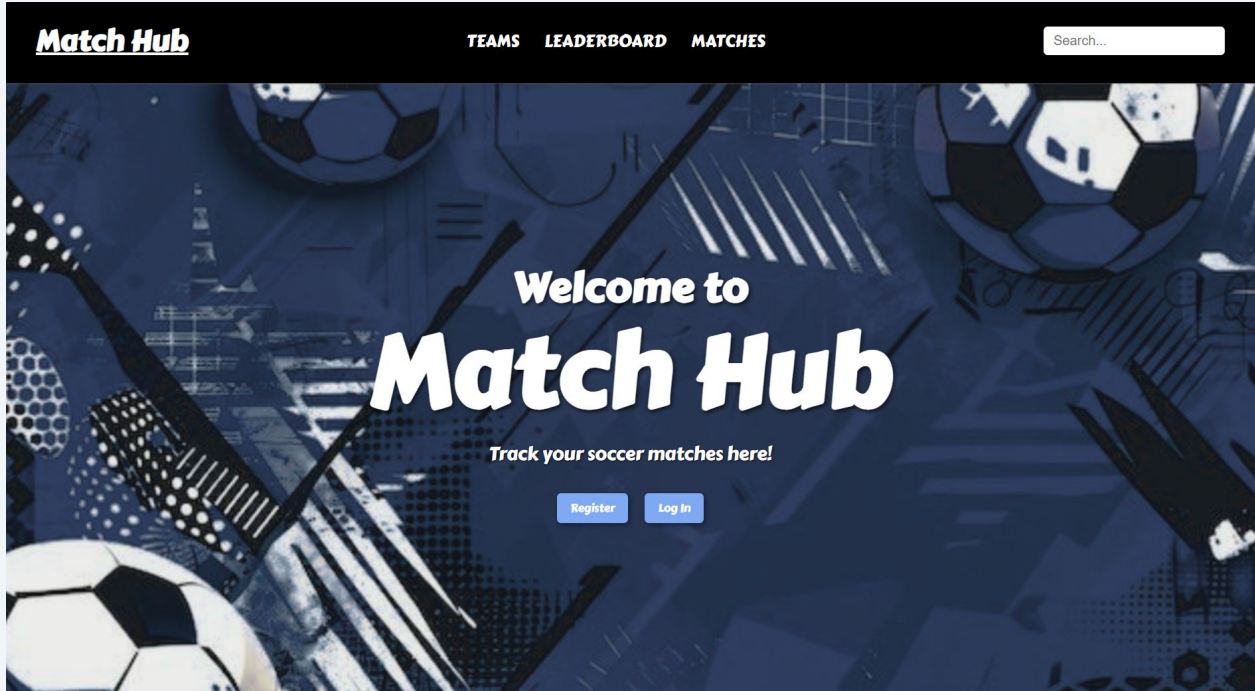 Match Hub
TEAMS LEADERBOARD MATCHES
Search...
Welcome to
Match Hub
Track your soccer matches here!
Register
Log In